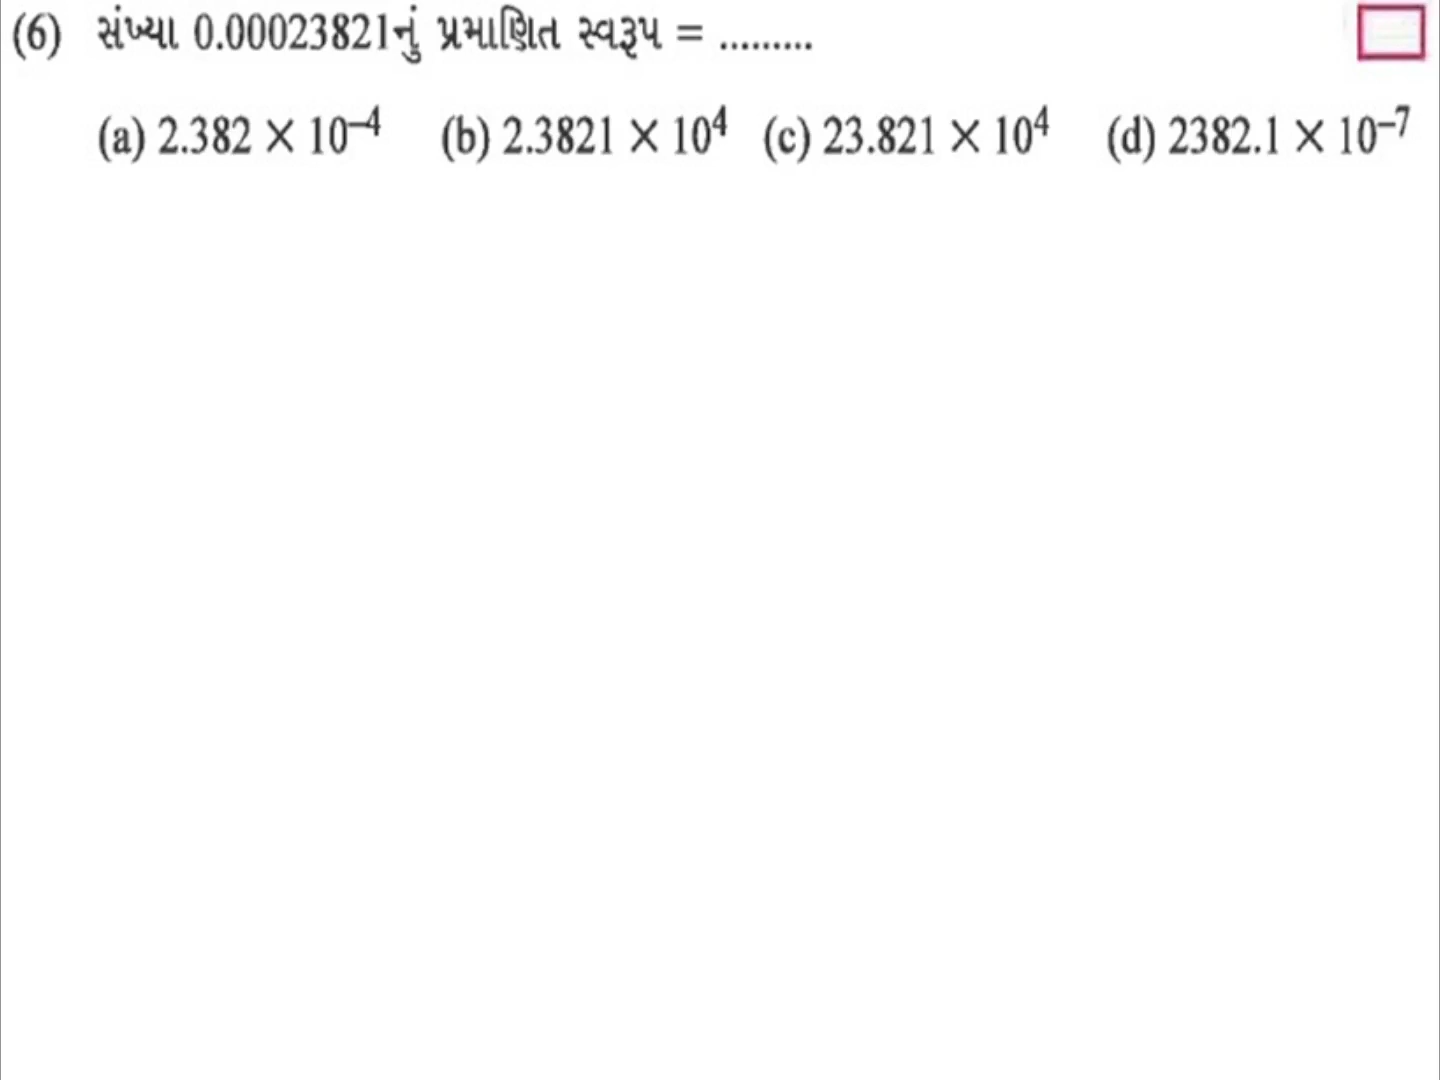 (6) સંખ્યા 0.00023821નું પ્રમાણિત સ્વરૂપ = .........
(a) 2.382 × 10⁻⁴ (b) 2.3821 × 10⁴ (c) 23.821 × 10⁴ (d) 2382.1 × 10⁻⁷